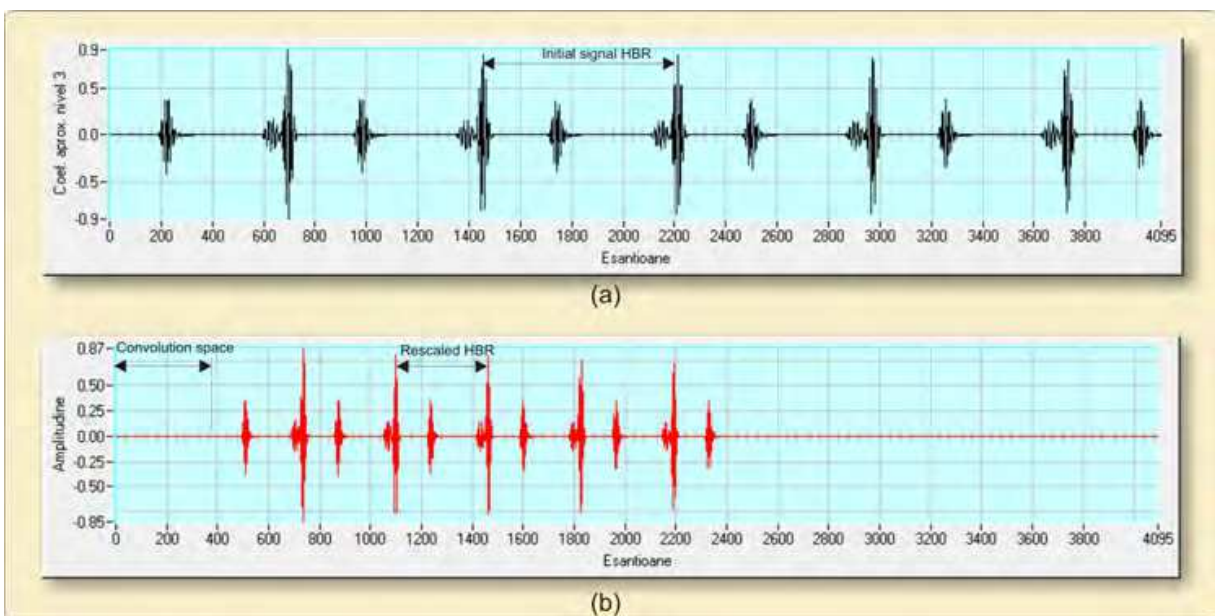 Initial signal HBR
Coef. aprox. nivel 3
0.9
0.5
0.0
-0.5
-0.9
0 200 400 600 800 1000 1200 1400 1600 1800 2000 2200 2400 2600 2800 3000 3200 3400 3600 3800 4095
Esantioane
(a)
Convolution space
Rescaled HBR
Amplitudine
0.87
0.50
0.25
0.00
-0.25
-0.50
-0.85
0 200 400 600 800 1000 1200 1400 1600 1800 2000 2200 2400 2600 2800 3000 3200 3400 3600 3800 4095
Esantioane
(b)